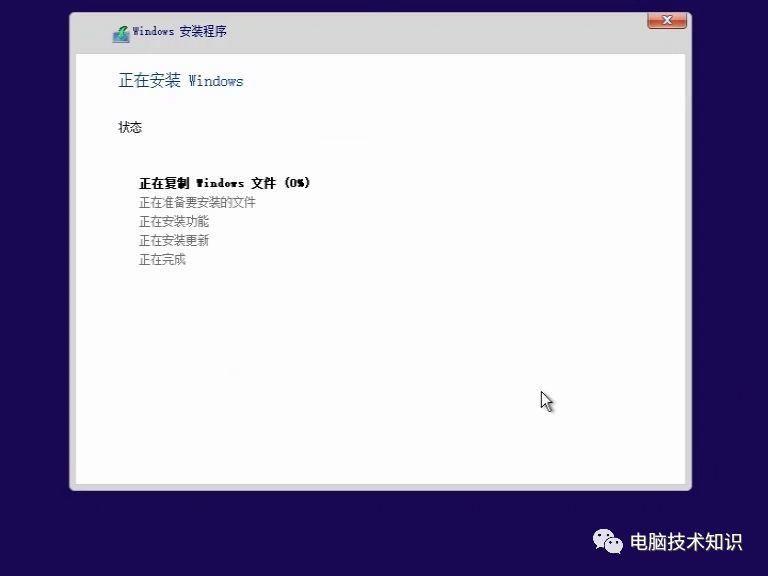 Windows 安装程序
正在安装 Windows
状态
正在复制 Windows 文件 (0%)
正在准备要安装的文件
正在安装功能
正在安装更新
正在完成
电脑技术知识